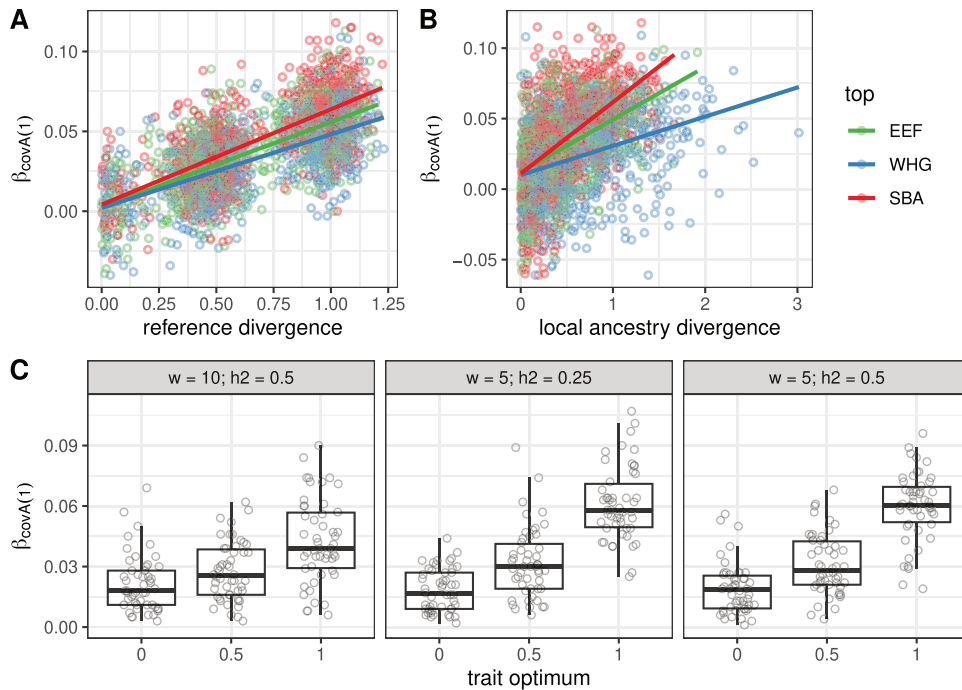 A
B
0.10
0.05
0.00
βcovA(1)
0.00 0.25 0.50 0.75 1.00 1.25
reference divergence
0.10
0.05
0.00
−0.05
βcovA(1)
0 1 2 3
local ancestry divergence
top
EEF
WHG
SBA
C
w = 10; h2 = 0.5
w = 5; h2 = 0.25
w = 5; h2 = 0.5
0.09
0.06
0.03
0.00
βcovA(1)
0 0.5 1
0 0.5 1
0 0.5 1
trait optimum